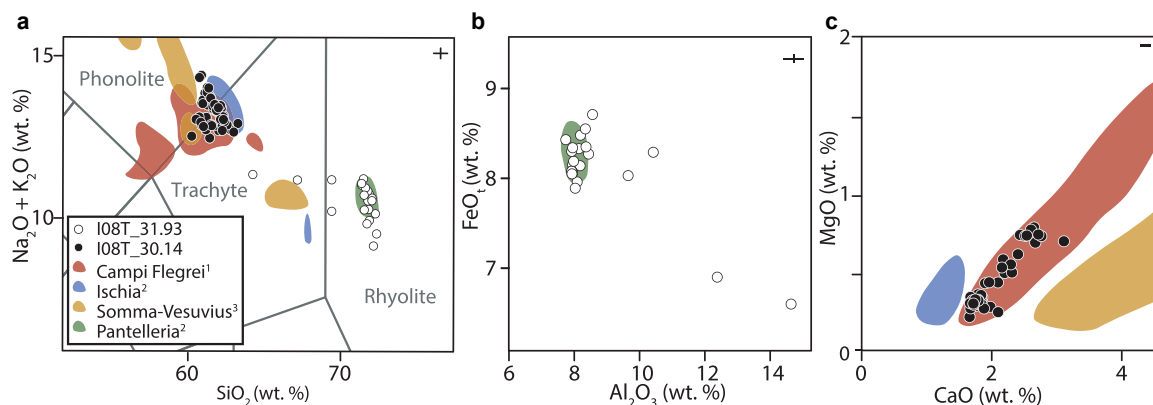 a
Na2O + K2O (wt. %)
15
10
Phonolite
Trachyte
Rhyolite
I08T_31.93
I08T_30.14
Campi Flegrei¹
Ischia²
Somma-Vesuvius³
Pantelleria²
60
70
SiO₂ (wt. %)
b
FeOₜ (wt. %)
9
8
7
6
8
10
12
14
Al₂O₃ (wt. %)
c
MgO (wt. %)
2
1
0
0
2
4
CaO (wt. %)